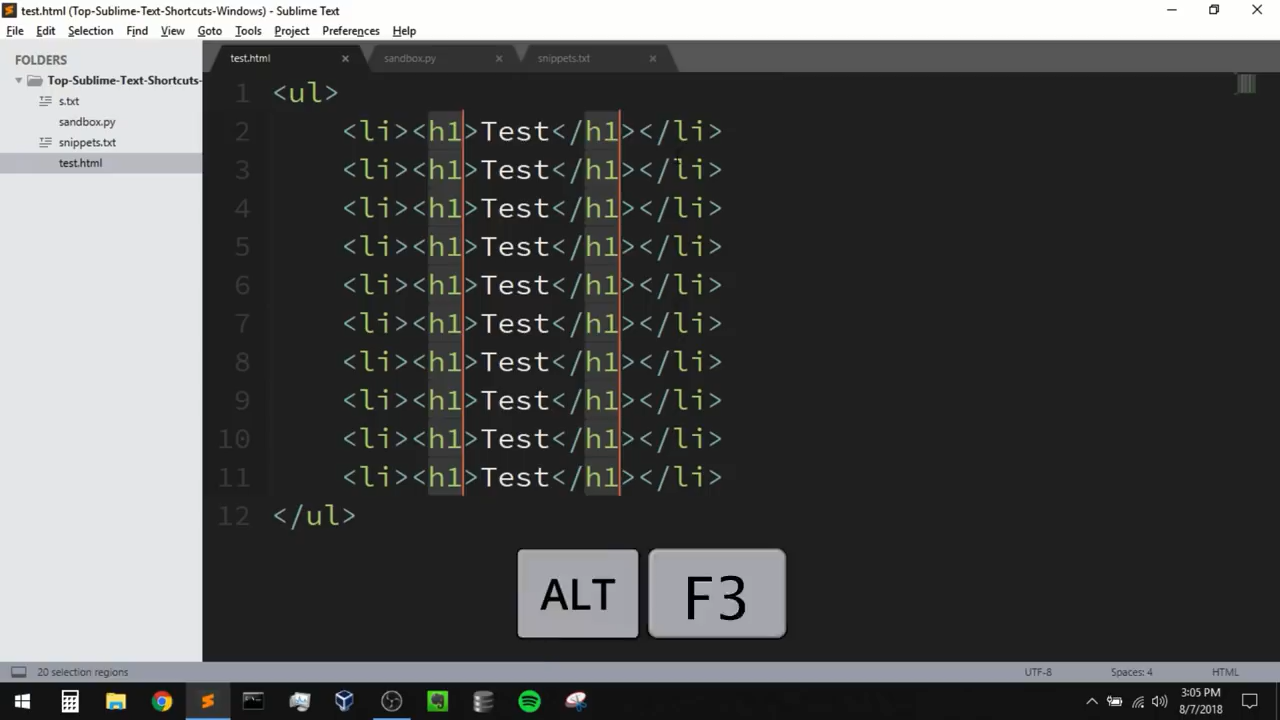 test.html (Top-Sublime-Text-Shortcuts-Windows) - Sublime Text
File Edit Selection Find View Goto Tools Project Preferences Help
FOLDERS
Top-Sublime-Text-Shortcuts-
s.txt
sandbox.py
snippets.txt
test.html
test.html sandbox.py snippets.txt
1 <ul>
2 <li><h1>Test</h1></li>
3 <li><h1>Test</h1></li>
4 <li><h1>Test</h1></li>
5 <li><h1>Test</h1></li>
6 <li><h1>Test</h1></li>
7 <li><h1>Test</h1></li>
8 <li><h1>Test</h1></li>
9 <li><h1>Test</h1></li>
10 <li><h1>Test</h1></li>
11 <li><h1>Test</h1></li>
12 </ul>
ALT F3
20 selection regions UTF-8 Spaces: 4 HTML
3:05 PM
8/7/2018